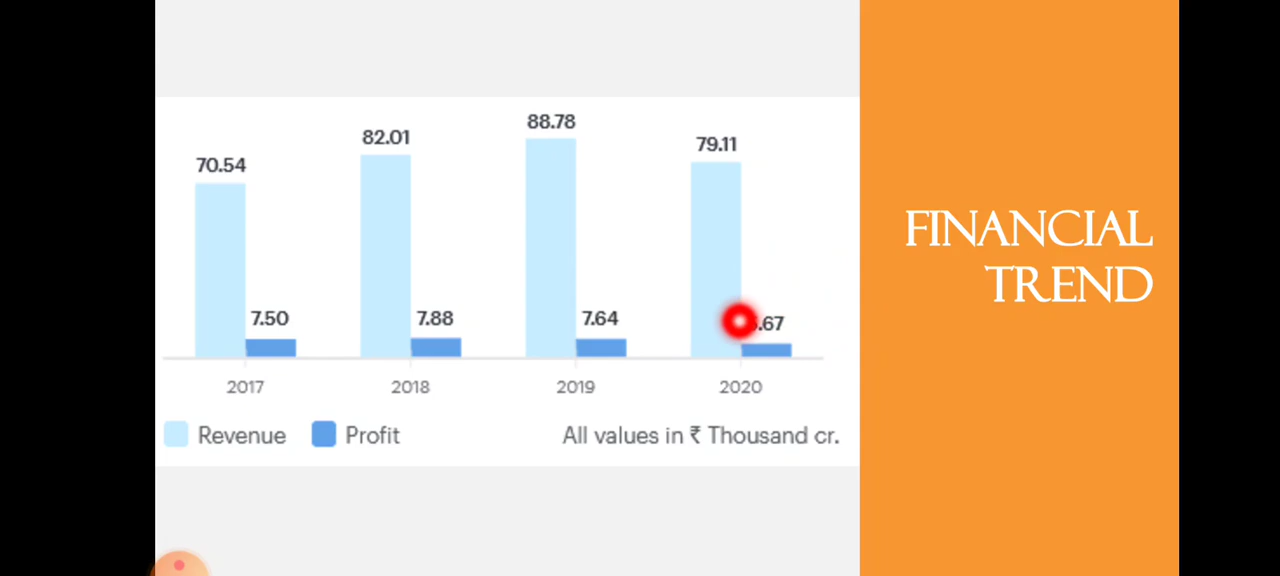 88.78
82.01
79.11
70.54
7.50
7.88
7.64
.67
2017
2018
2019
2020
Revenue
Profit
All values in ₹ Thousand cr.
FINANCIAL
TREND